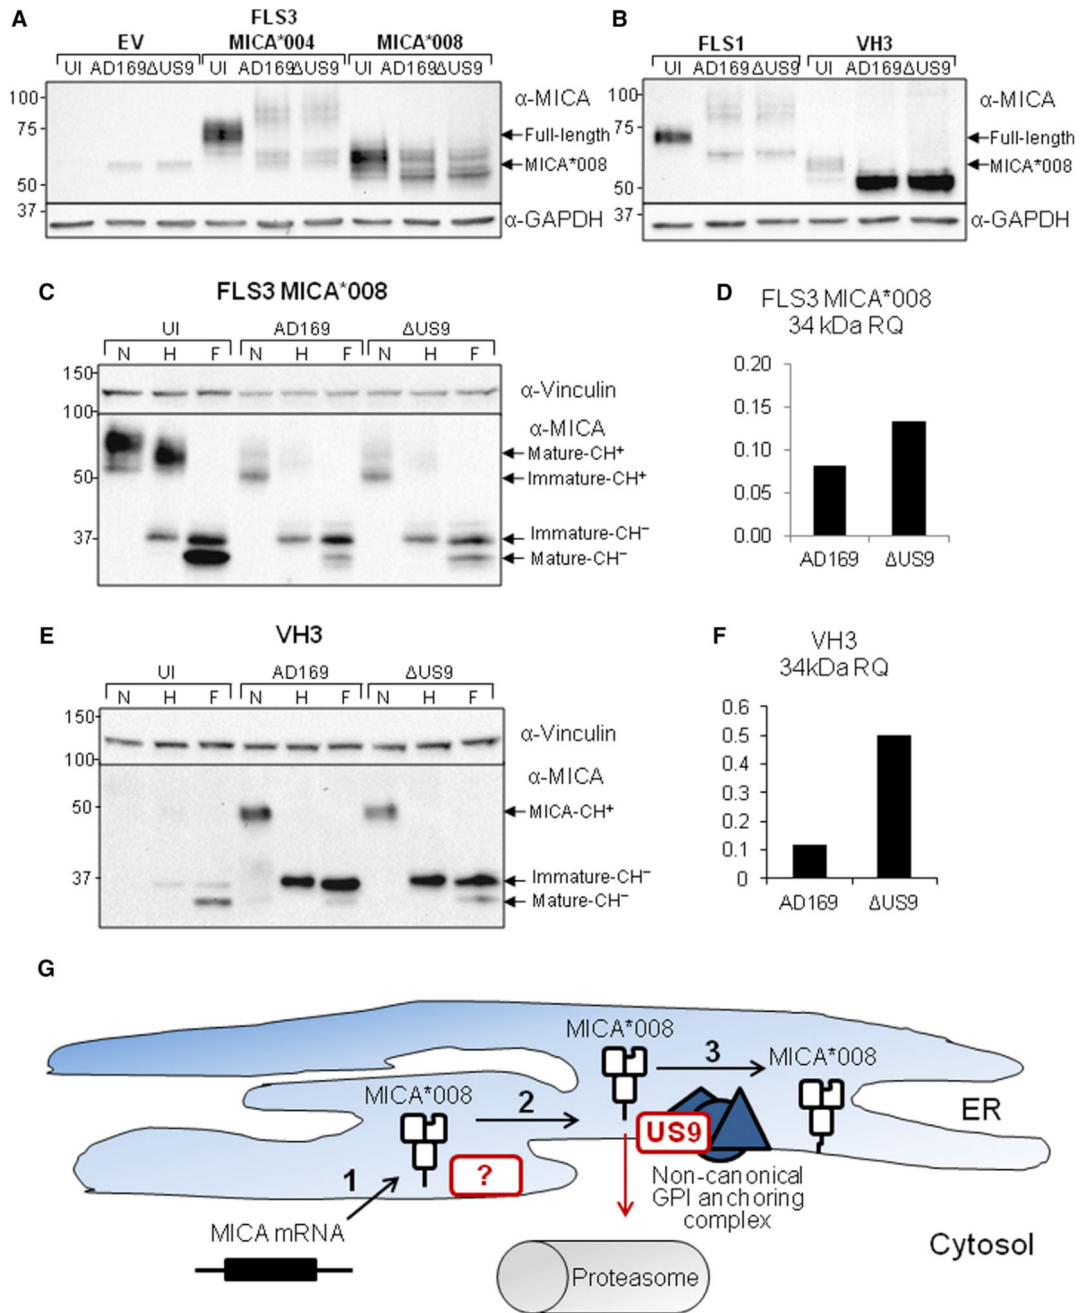 A
FLS3
EV MICA*004 MICA*008
UI AD169 ΔUS9 UI AD169 ΔUS9 UI AD169 ΔUS9
100
75
50
37
α-MICA
Full-length
MICA*008
α-GAPDH
B
FLS1 VH3
UI AD169 ΔUS9 UI AD169 ΔUS9
100
75
50
37
α-MICA
Full-length
MICA*008
α-GAPDH
C
FLS3 MICA*008
UI AD169 ΔUS9
N H F N H F N H F
150
100
50
37
α-Vinculin
α-MICA
Mature-CH⁺
Immature-CH⁺
Immature-CH⁻
Mature-CH⁻
D
FLS3 MICA*008
34 kDa RQ
0.20
0.15
0.10
0.05
0.00
AD169 ΔUS9
E
VH3
UI AD169 ΔUS9
N H F N H F N H F
150
100
50
37
α-Vinculin
α-MICA
MICA-CH⁺
Immature-CH⁻
Mature-CH⁻
F
VH3
34kDa RQ
0.6
0.5
0.4
0.3
0.2
0.1
0
AD169 ΔUS9
G
MICA*008
3
MICA*008
MICA*008
2
ER
US9
?
1
Non-canonical
GPI anchoring
complex
MICA mRNA
Cytosol
Proteasome